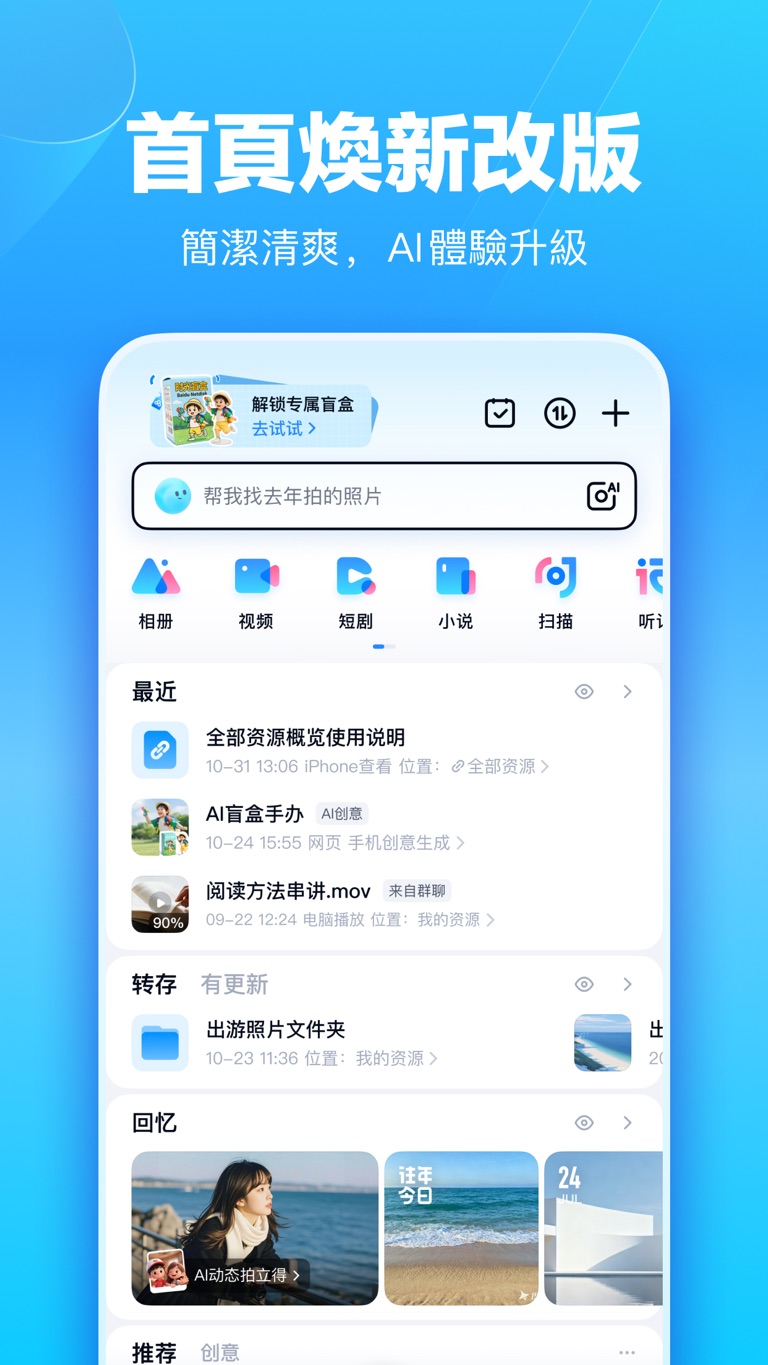 首頁煥新改版
簡潔清爽，AI體驗升級
时光盲盒
Baidu Netdisk
解锁专属盲盒
去试试
帮我找去年拍的照片
AI
相册 视频 短剧 小说 扫描
最近
全部资源概览使用说明
10-31 13:06 iPhone查看 位置： 全部资源
AI盲盒手办 AI创意
10-24 15:55 网页 手机创意生成
阅读方法串讲.mov 来自群聊
90%
09-22 12:24 电脑播放 位置：我的资源
转存 有更新
出游照片文件夹
10-23 11:36 位置：我的资源
回忆
往年
今日
24
JUL
AI动态拍立得
推荐 创意